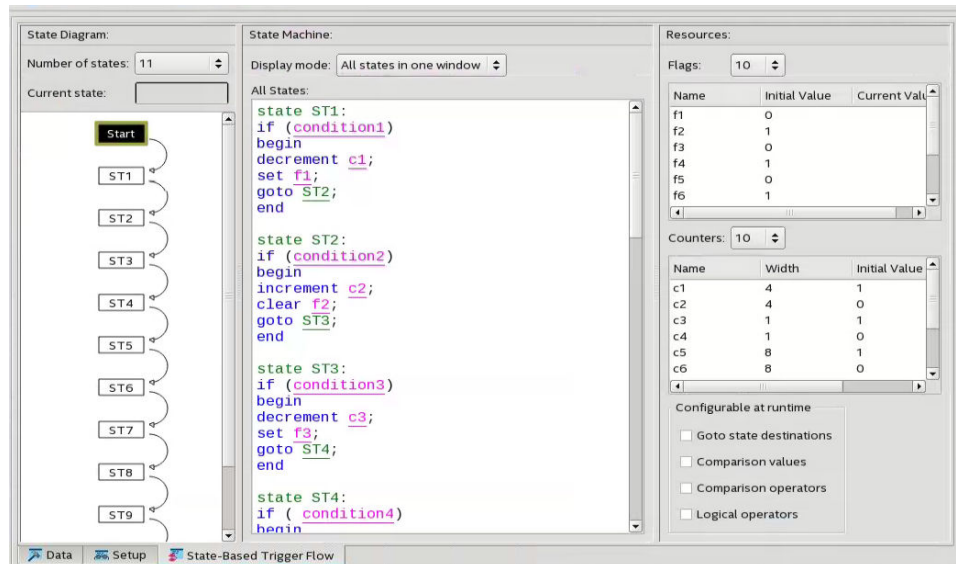 State Diagram:
Number of states: 11
Current state:
Start
ST1
ST2
ST3
ST4
ST5
ST6
ST7
ST8
ST9
State Machine:
Display mode: All states in one window
All States:
state ST1:
if (condition1)
begin
decrement c1;
set f1;
goto ST2;
end
state ST2:
if (condition2)
begin
increment c2;
clear f2;
goto ST3;
end
state ST3:
if (condition3)
begin
decrement c3;
set f3;
goto ST4;
end
state ST4:
if ( condition4)
begin
Resources:
Flags: 10
Name Initial Value Current Valu
f1 0
f2 1
f3 0
f4 1
f5 0
f6 1
Counters: 10
Name Width Initial Value
c1 4 1
c2 4 0
c3 1 1
c4 1 0
c5 8 1
c6 8 0
Configurable at runtime
Goto state destinations
Comparison values
Comparison operators
Logical operators
Data Setup State-Based Trigger Flow